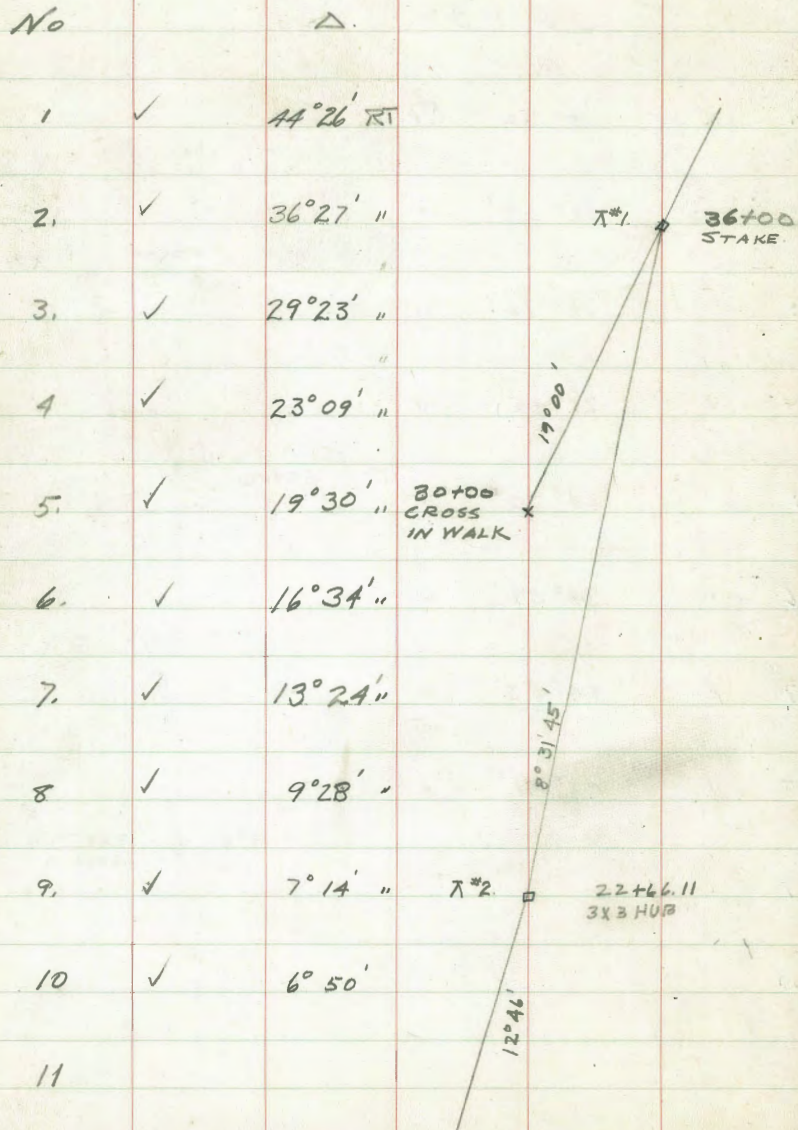 No Δ.
1 ✓ 44°26' RT
2. ✓ 36°27' "
⊼#1. 36+00
STAKE
3. ✓ 29°23' "
"
19°00'
4 ✓ 23°09' "
5. ✓ 19°30' "
30+00
CROSS
IN WALK
6. ✓ 16°34' "
7. ✓ 13°24' "
8°31'45'
8 ✓ 9°28' "
9. ✓ 7°14' "
⊼#2. 22+66.11
3X3 HUB
10 ✓ 6°50'
12°46'
11